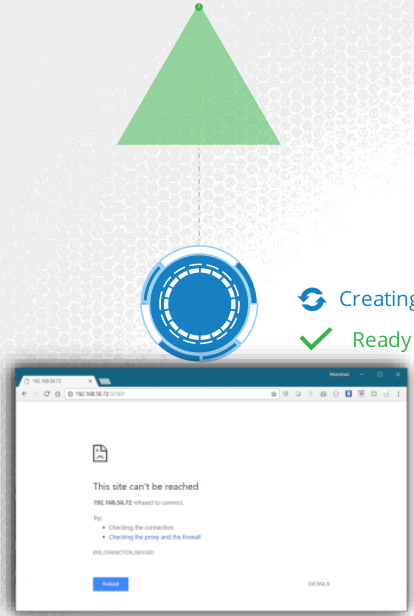 Creating
Ready
192.168.56.72
192.168.56.72:32507
This site can't be reached
192.168.56.72 refused to connect.
Try:
Checking the connection
Checking the proxy and the firewall
ERR_CONNECTION_REFUSED
Reload
DETAILS